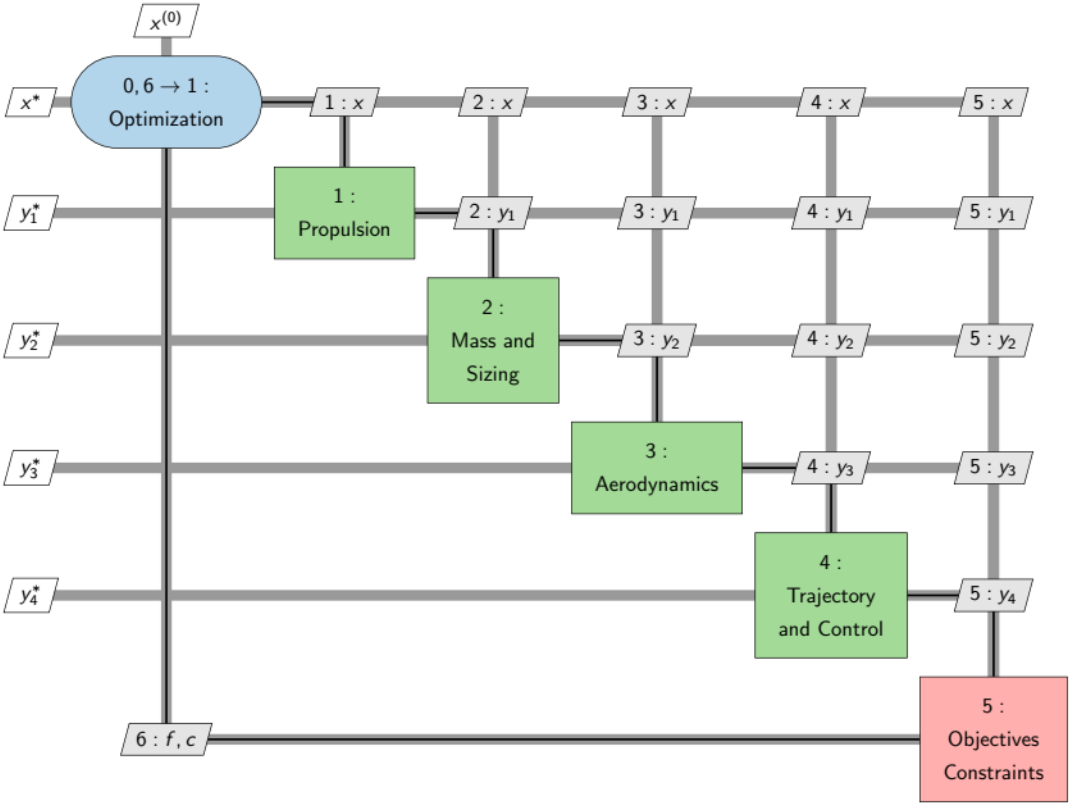 x^(0)
0, 6 → 1 :
Optimization
x*
1 : x
2 : x
3 : x
4 : x
5 : x
y₁*
1 :
Propulsion
2 : y₁
3 : y₁
4 : y₁
5 : y₁
y₂*
2 :
Mass and
Sizing
3 : y₂
4 : y₂
5 : y₂
y₃*
3 :
Aerodynamics
4 : y₃
5 : y₃
y₄*
4 :
Trajectory
and Control
5 : y₄
6 : f, c
5 :
Objectives
Constraints